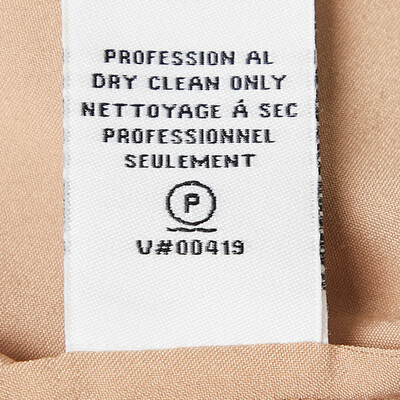 PROFESSION AL
DRY CLEAN ONLY
NETTOYAGE Á SEC
PROFESSIONNEL
SEULEMENT
P
V#00419